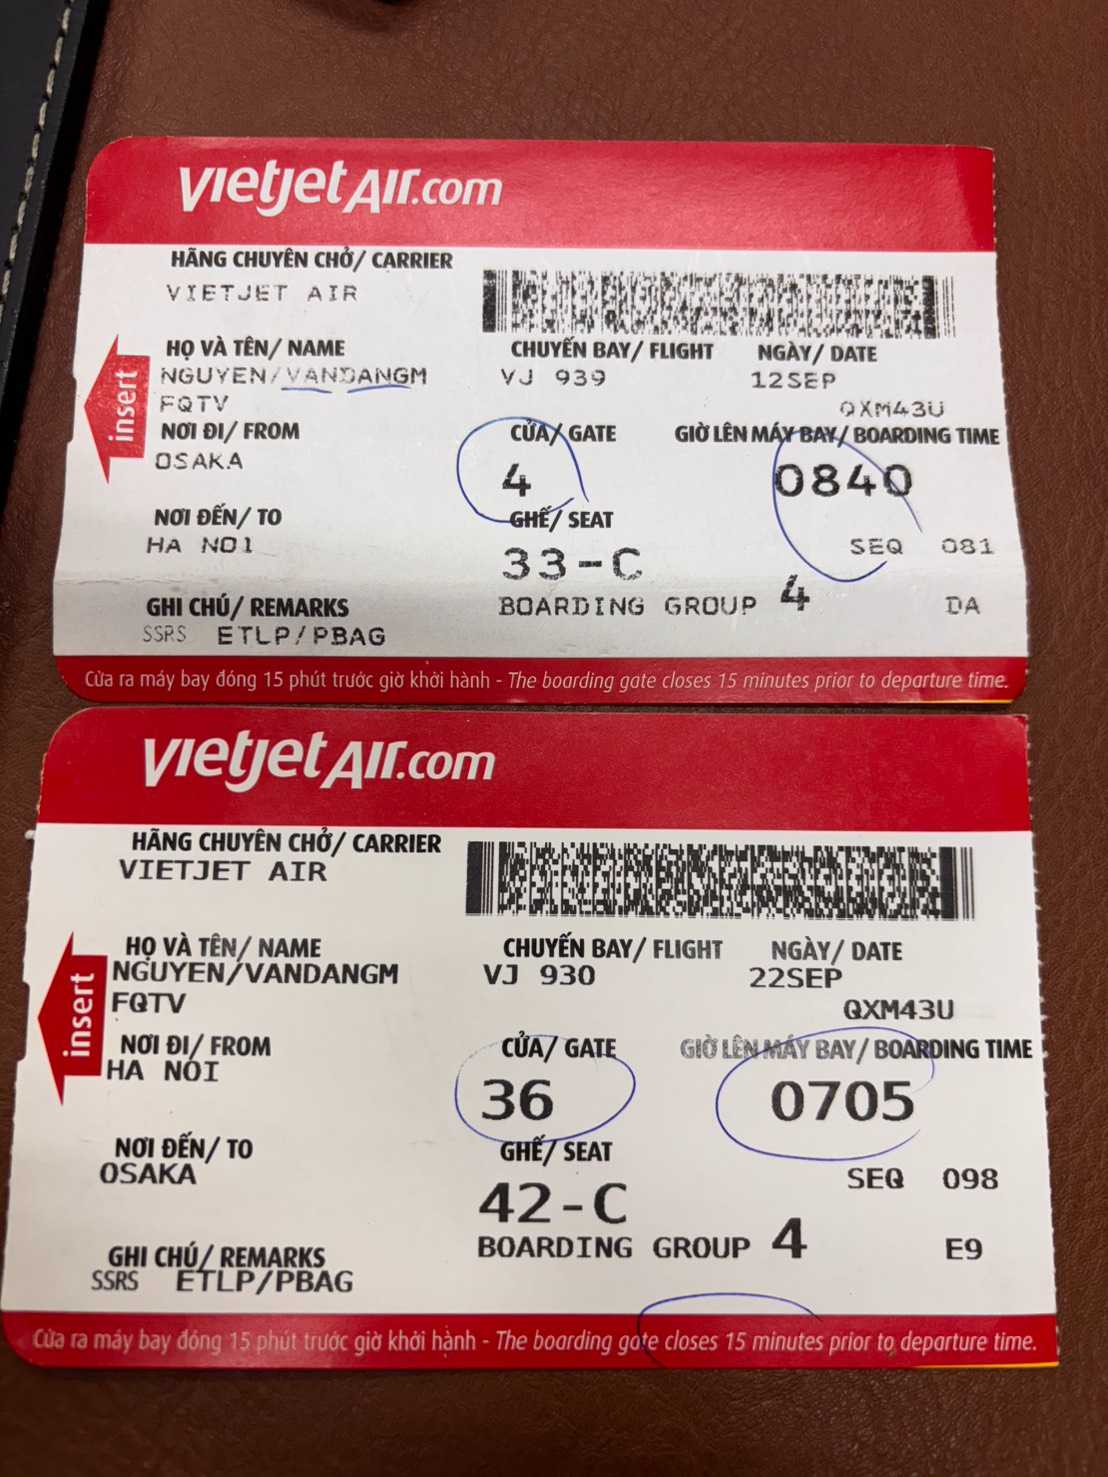 vietjetAir.com
HÃNG CHUYÊN CHỞ/ CARRIER
VIETJET AIR
HỌ VÀ TÊN/ NAME
CHUYẾN BAY/ FLIGHT
NGÀY/ DATE
NGUYEN/VANDANGM
VJ 939
12SEP
FQTV
QXM43U
insert
NƠI ĐI/ FROM
CỬA/ GATE
GIỜ LÊN MÁY BAY/ BOARDING TIME
OSAKA
4
0840
NƠI ĐẾN/ TO
GHẾ/ SEAT
HA NOI
33-C
SEQ 081
GHI CHÚ/ REMARKS
BOARDING GROUP 4
DA
SSRS ETLP/PBAG
Cửa ra máy bay đóng 15 phút trước giờ khởi hành - The boarding gate closes 15 minutes prior to departure time.
vietjetAir.com
HÃNG CHUYÊN CHỞ/ CARRIER
VIETJET AIR
HỌ VÀ TÊN/ NAME
CHUYẾN BAY/ FLIGHT
NGÀY/ DATE
NGUYEN/VANDANGM
VJ 930
22SEP
FQTV
QXM43U
insert
NƠI ĐI/ FROM
CỬA/ GATE
GIỜ LÊN MÁY BAY/ BOARDING TIME
HA NOI
36
0705
NƠI ĐẾN/ TO
GHẾ/ SEAT
OSAKA
42-C
SEQ 098
GHI CHÚ/ REMARKS
BOARDING GROUP 4
E9
SSRS ETLP/PBAG
Cửa ra máy bay đóng 15 phút trước giờ khởi hành - The boarding gate closes 15 minutes prior to departure time.